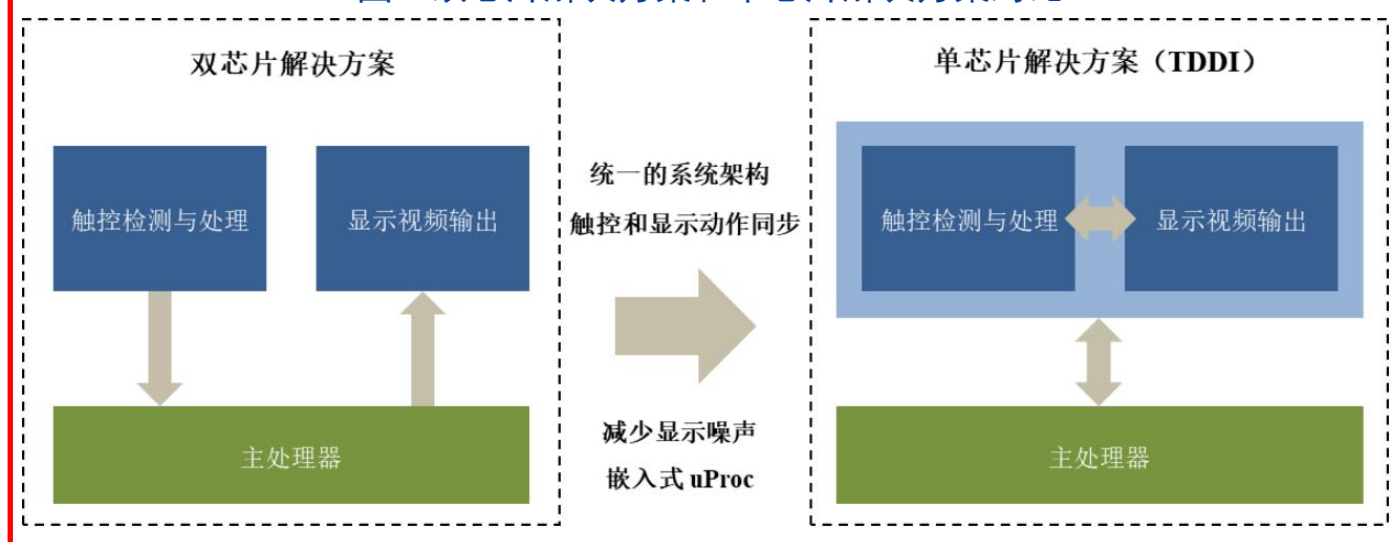 双芯片解决方案
触控检测与处理
显示视频输出
主处理器
统一的系统架构
触控和显示动作同步
减少显示噪声
嵌入式 uProc
单芯片解决方案（TDDI）
触控检测与处理
显示视频输出
主处理器